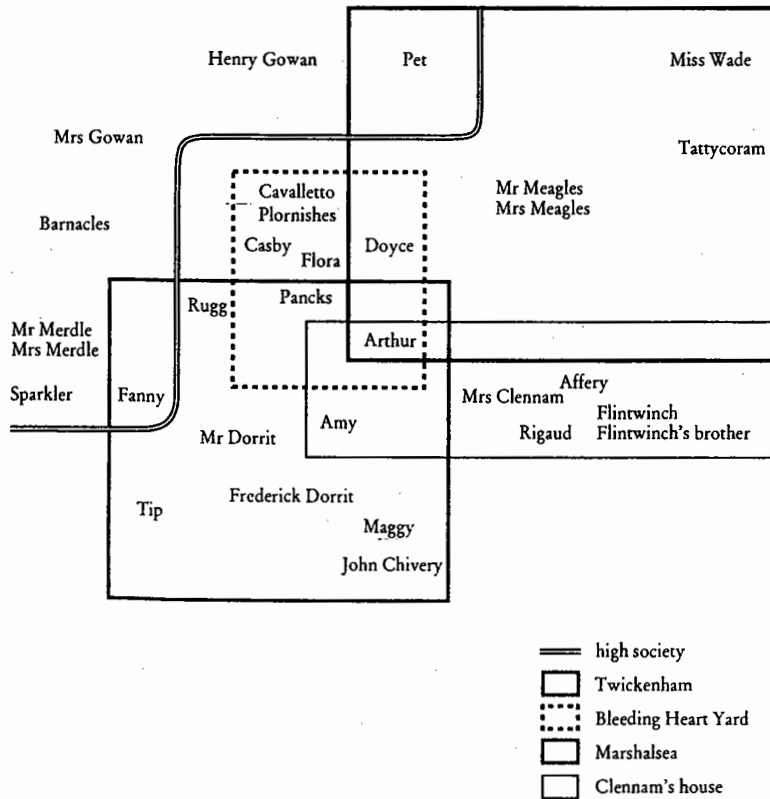 Henry Gowan
Pet
Miss Wade
Mrs Gowan
Tattycoram
Cavalletto
Plornishes
Mr Meagles
Mrs Meagles
Barnacles
Casby
Flora
Doyce
Rugg
Pancks
Mr Merdle
Mrs Merdle
Arthur
Sparkler
Fanny
Mrs Clennam
Affery
Amy
Flintwinch
Mr Dorrit
Rigaud
Flintwinch's brother
Tip
Frederick Dorrit
Maggy
John Chivery
high society
Twickenham
Bleeding Heart Yard
Marshalsea
Clennam's house